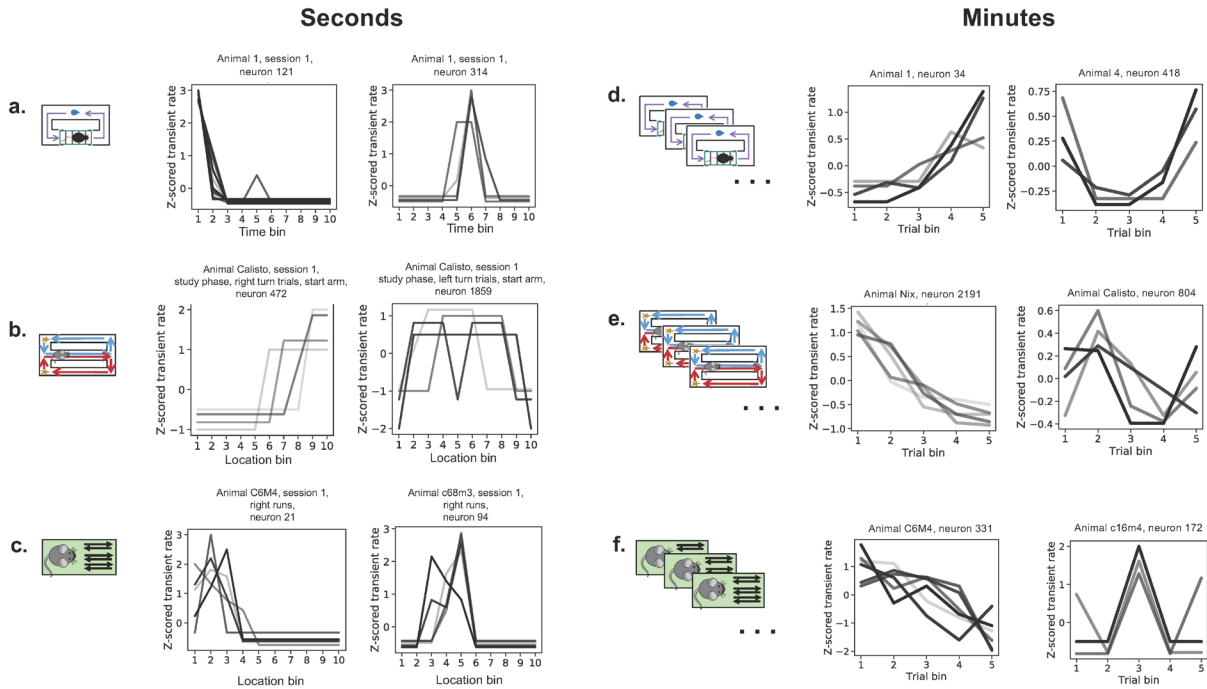 Seconds
Minutes
a.
Animal 1, session 1,
neuron 121
Z-scored transient rate
3
2
1
0
1 2 3 4 5 6 7 8 9 10
Time bin
Animal 1, session 1,
neuron 314
Z-scored transient rate
3
2
1
0
1 2 3 4 5 6 7 8 9 10
Time bin
d.
Animal 1, neuron 34
Z-scored transient rate
1.0
0.5
0.0
−0.5
1 2 3 4 5
Trial bin
Animal 4, neuron 418
Z-scored transient rate
0.75
0.50
0.25
0.00
−0.25
1 2 3 4 5
Trial bin
b.
Animal Calisto, session 1,
study phase, right turn trials, start arm,
neuron 472
Z-scored transient rate
2
1
0
−1
1 2 3 4 5 6 7 8 9 10
Location bin
Animal Calisto, session 1
study phase, left turn trials, start arm,
neuron 1859
Z-scored transient rate
1
0
−1
−2
1 2 3 4 5 6 7 8 9 10
Location bin
e.
Animal Nix, neuron 2191
Z-scored transient rate
1.5
1.0
0.5
0.0
−0.5
−1.0
1 2 3 4 5
Trial bin
Animal Calisto, neuron 804
Z-scored transient rate
0.6
0.4
0.2
0.0
−0.2
−0.4
1 2 3 4 5
Trial bin
c.
Animal C6M4, session 1,
right runs,
neuron 21
Z-scored transient rate
3
2
1
0
1 2 3 4 5 6 7 8 9 10
Location bin
Animal c68m3, session 1,
right runs,
neuron 94
Z-scored transient rate
3
2
1
0
1 2 3 4 5 6 7 8 9 10
Location bin
f.
Animal C6M4, neuron 331
Z-scored transient rate
1
0
−1
−2
1 2 3 4 5
Trial bin
Animal c16m4, neuron 172
Z-scored transient rate
2
1
0
1 2 3 4 5
Trial bin